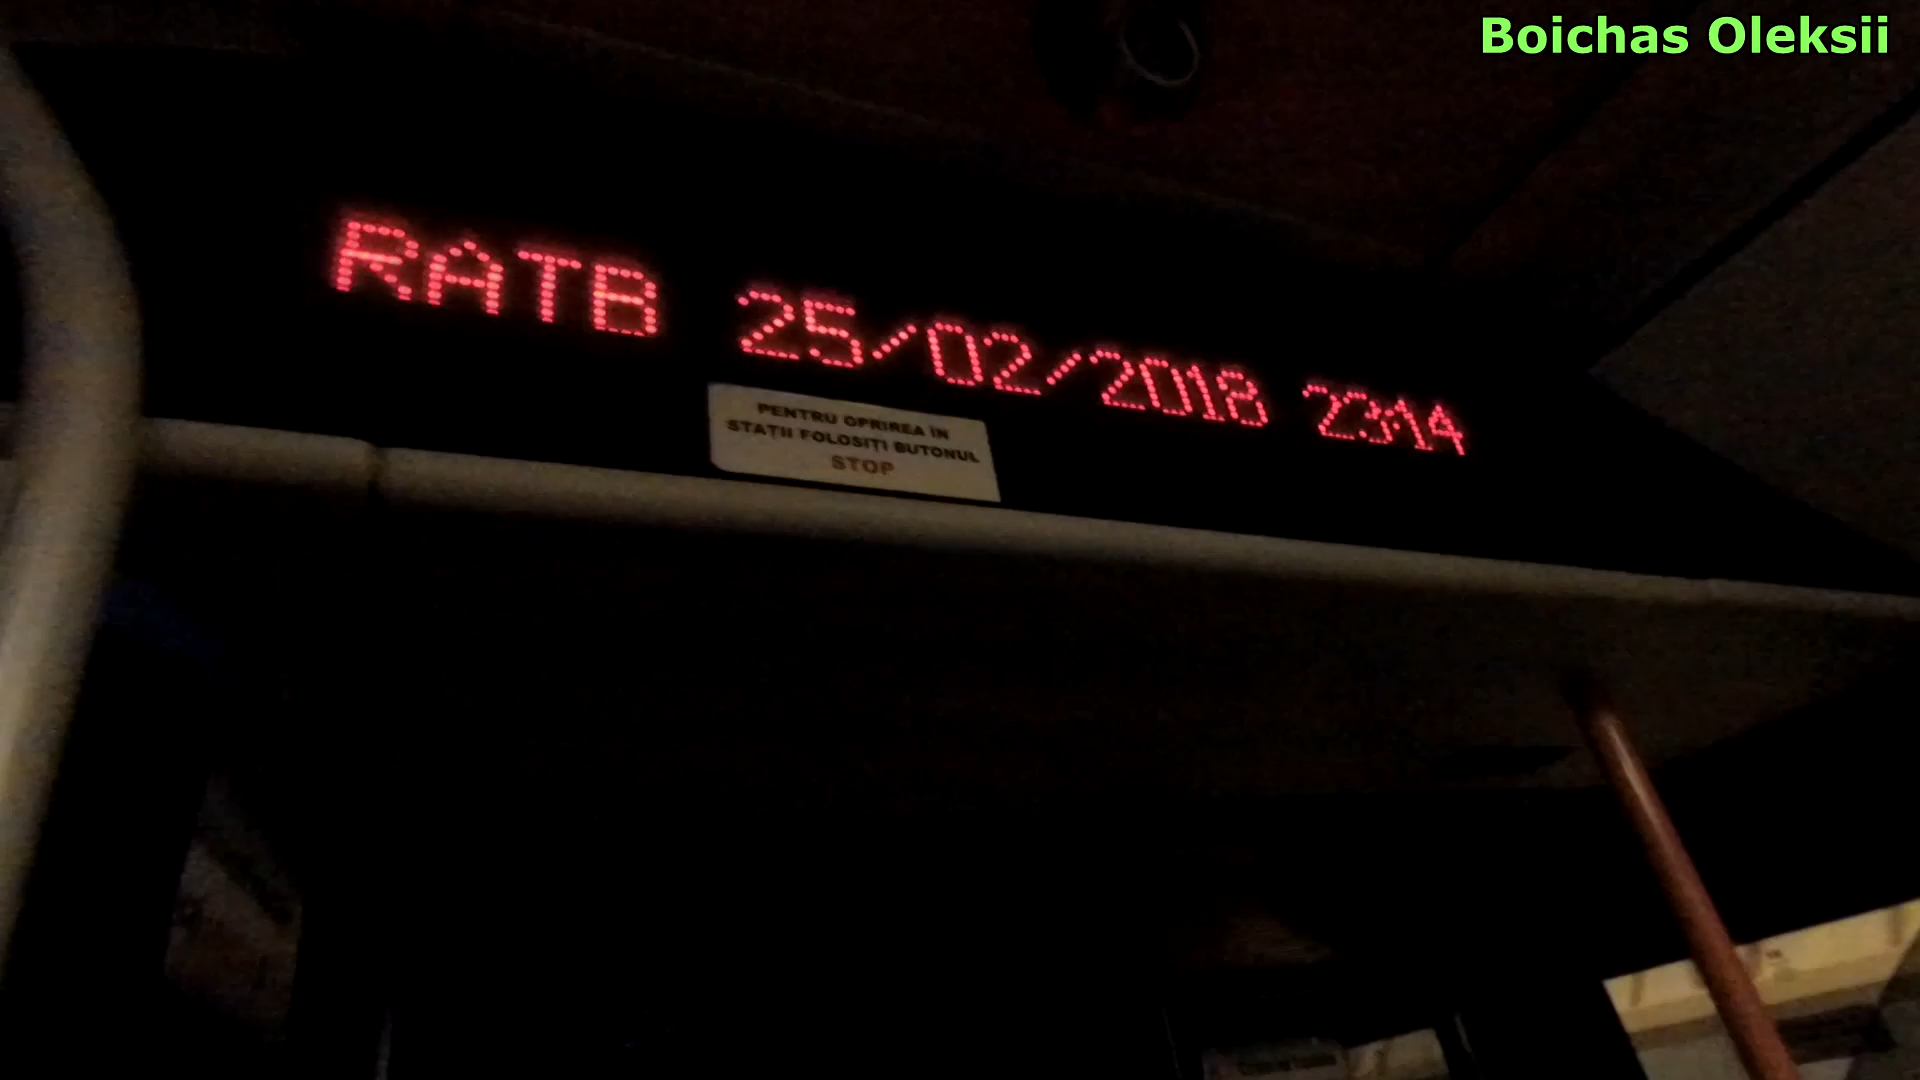 Boichas Oleksii
RATB 25/02/2018 23:14
PENTRU OPRIREA ÎN
STAȚII FOLOSIȚI BUTONUL
STOP